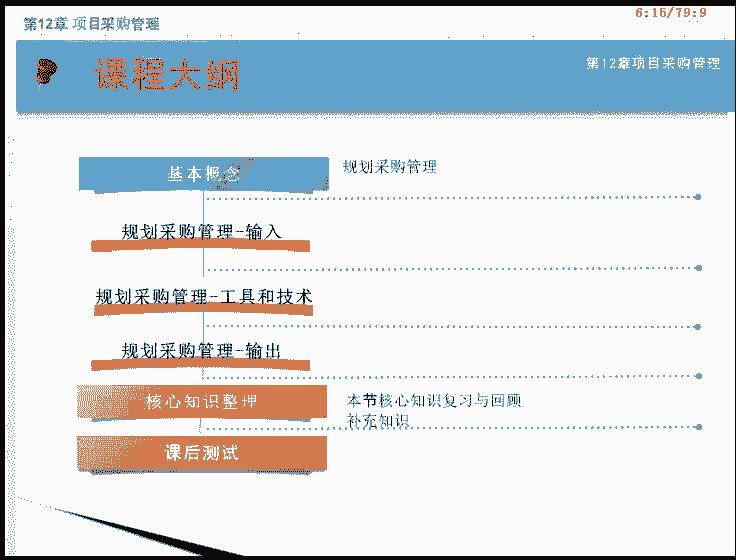 6:15/79:9
第12章 项目采购管理
课程大纲
第12章项目采购管理
基本概念
规划采购管理
规划采购管理-输入
规划采购管理-工具和技术
规划采购管理-输出
核心知识整理
本节核心知识复习与回顾
补充知识
课后测试